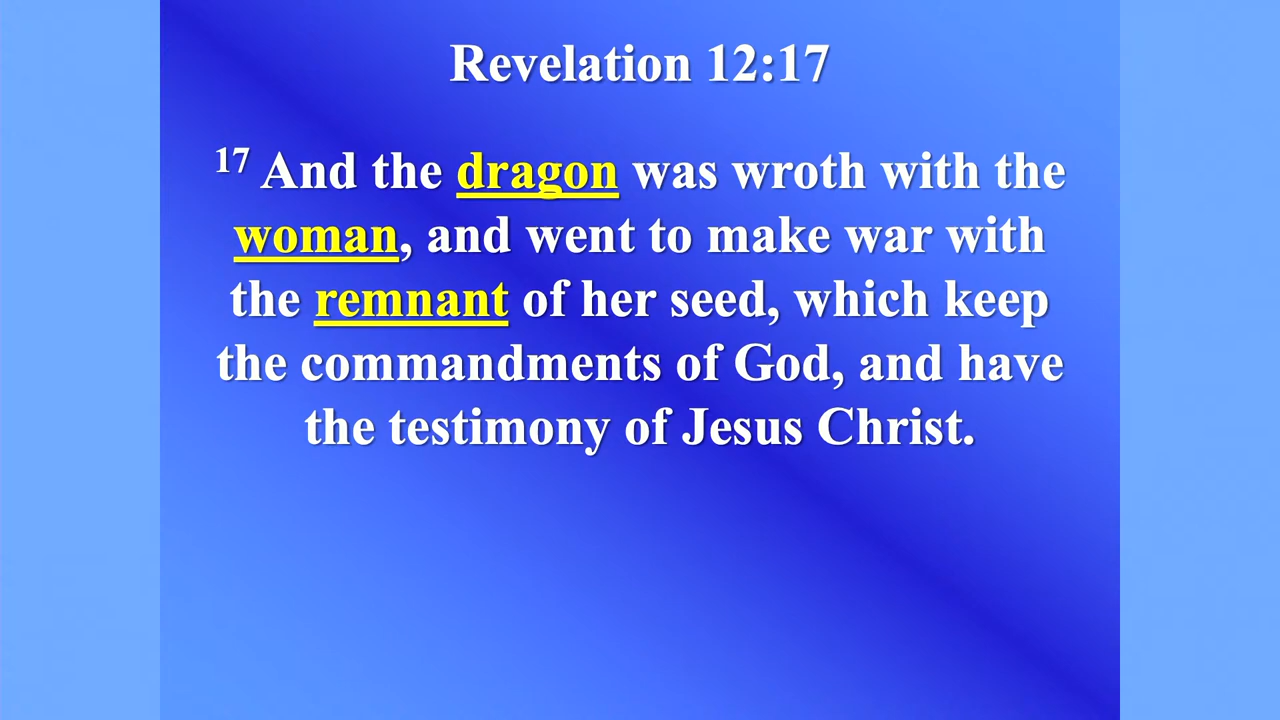 Revelation 12:17
17 And the dragon was wroth with the
woman, and went to make war with
the remnant of her seed, which keep
the commandments of God, and have
the testimony of Jesus Christ.